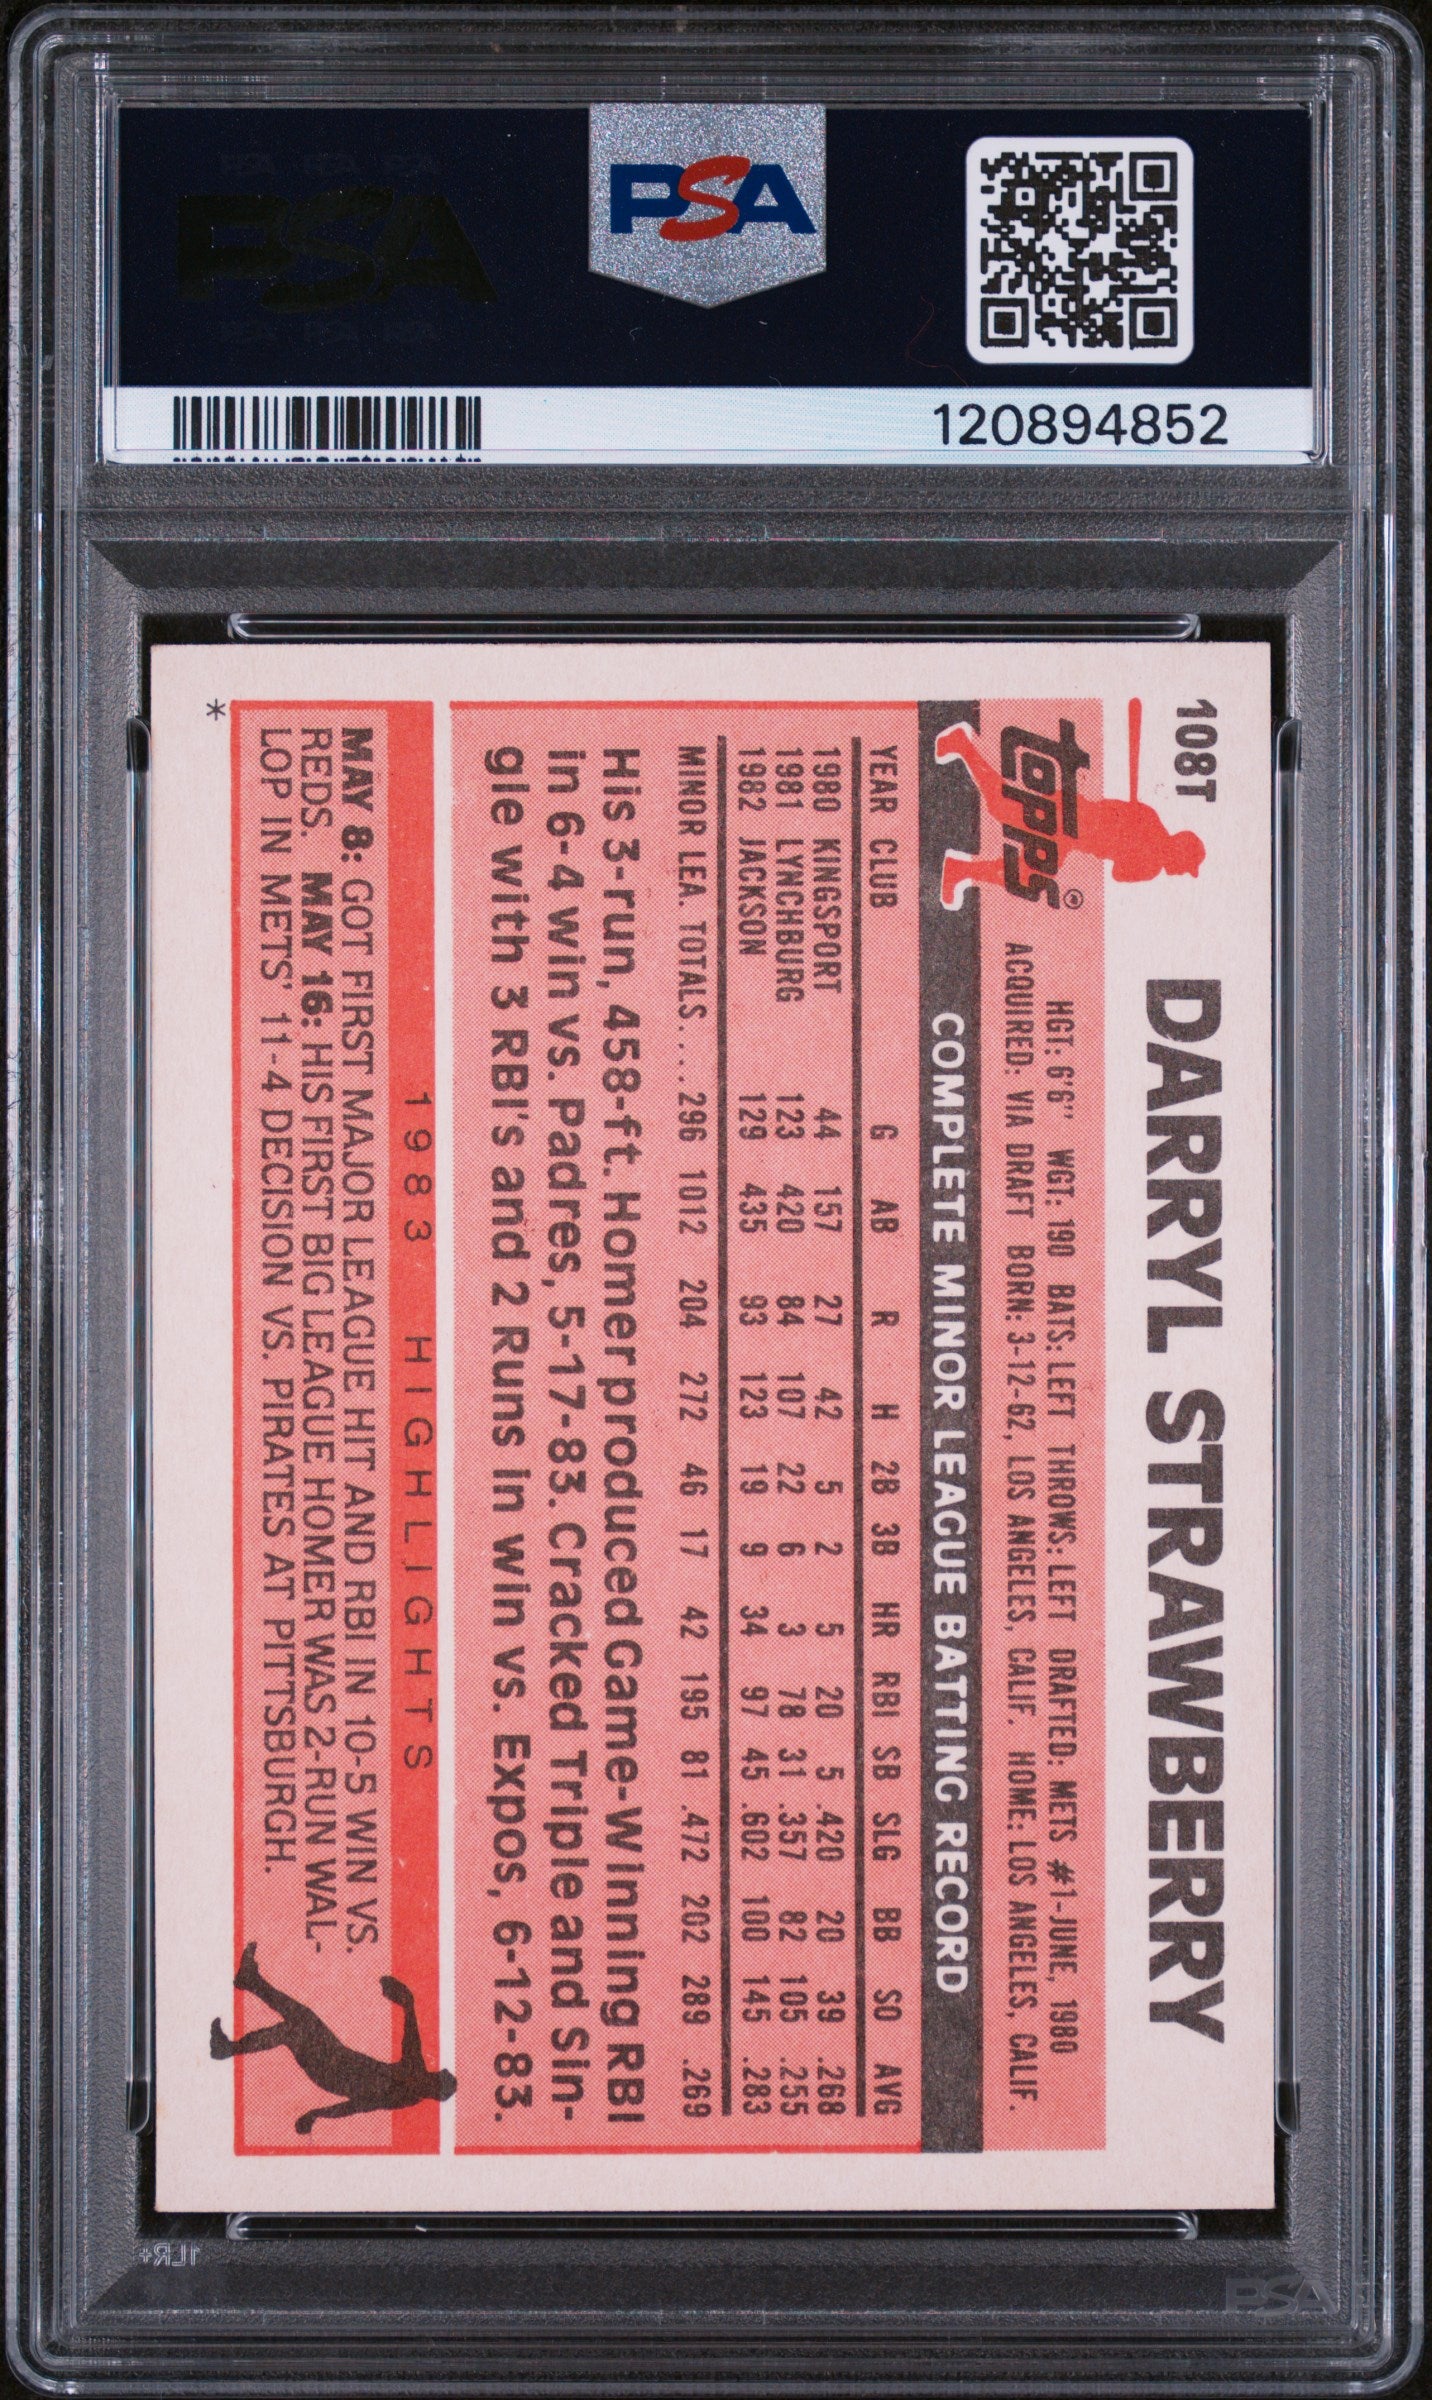 PSA
PSA
120894852
108T
DARRYL STRAWBERRY
Topps®
HGT: 6'6" WGT: 190 BATS: LEFT THROWS: LEFT DRAFTED: METS #1-JUNE, 1980
ACQUIRED: VIA DRAFT BORN: 3-12-62, LOS ANGELES, CALIF. HOME: LOS ANGELES, CALIF.
COMPLETE MINOR LEAGUE BATTING RECORD
YEAR CLUB G AB R H 2B 3B HR RBI SB SLG BB SO AVG
1980 KINGSPORT 44 157 27 42 5 2 5 20 5 .420 20 39 .268
1981 LYNCHBURG 123 420 84 107 22 6 3 78 31 .357 82 105 .255
1982 JACKSON 129 435 93 123 19 9 34 97 45 .602 100 145 .283
MINOR LEA. TOTALS.... 296 1012 204 272 46 17 42 195 81 .472 202 289 .269
His 3-run, 458-ft. Homer produced Game-Winning RBI
in 6-4 win vs. Padres, 5-17-83. Cracked Triple and Sin-
gle with 3 RBI's and 2 Runs in win vs. Expos, 6-12-83.
1983 HIGHLIGHTS
MAY 8: GOT FIRST MAJOR LEAGUE HIT AND RBI IN 10-5 WIN VS.
REDS. MAY 16: HIS FIRST BIG LEAGUE HOMER WAS 2-RUN WAL-
LOP IN METS' 11-4 DECISION VS. PIRATES AT PITTSBURGH.
*
1LR+
PSA